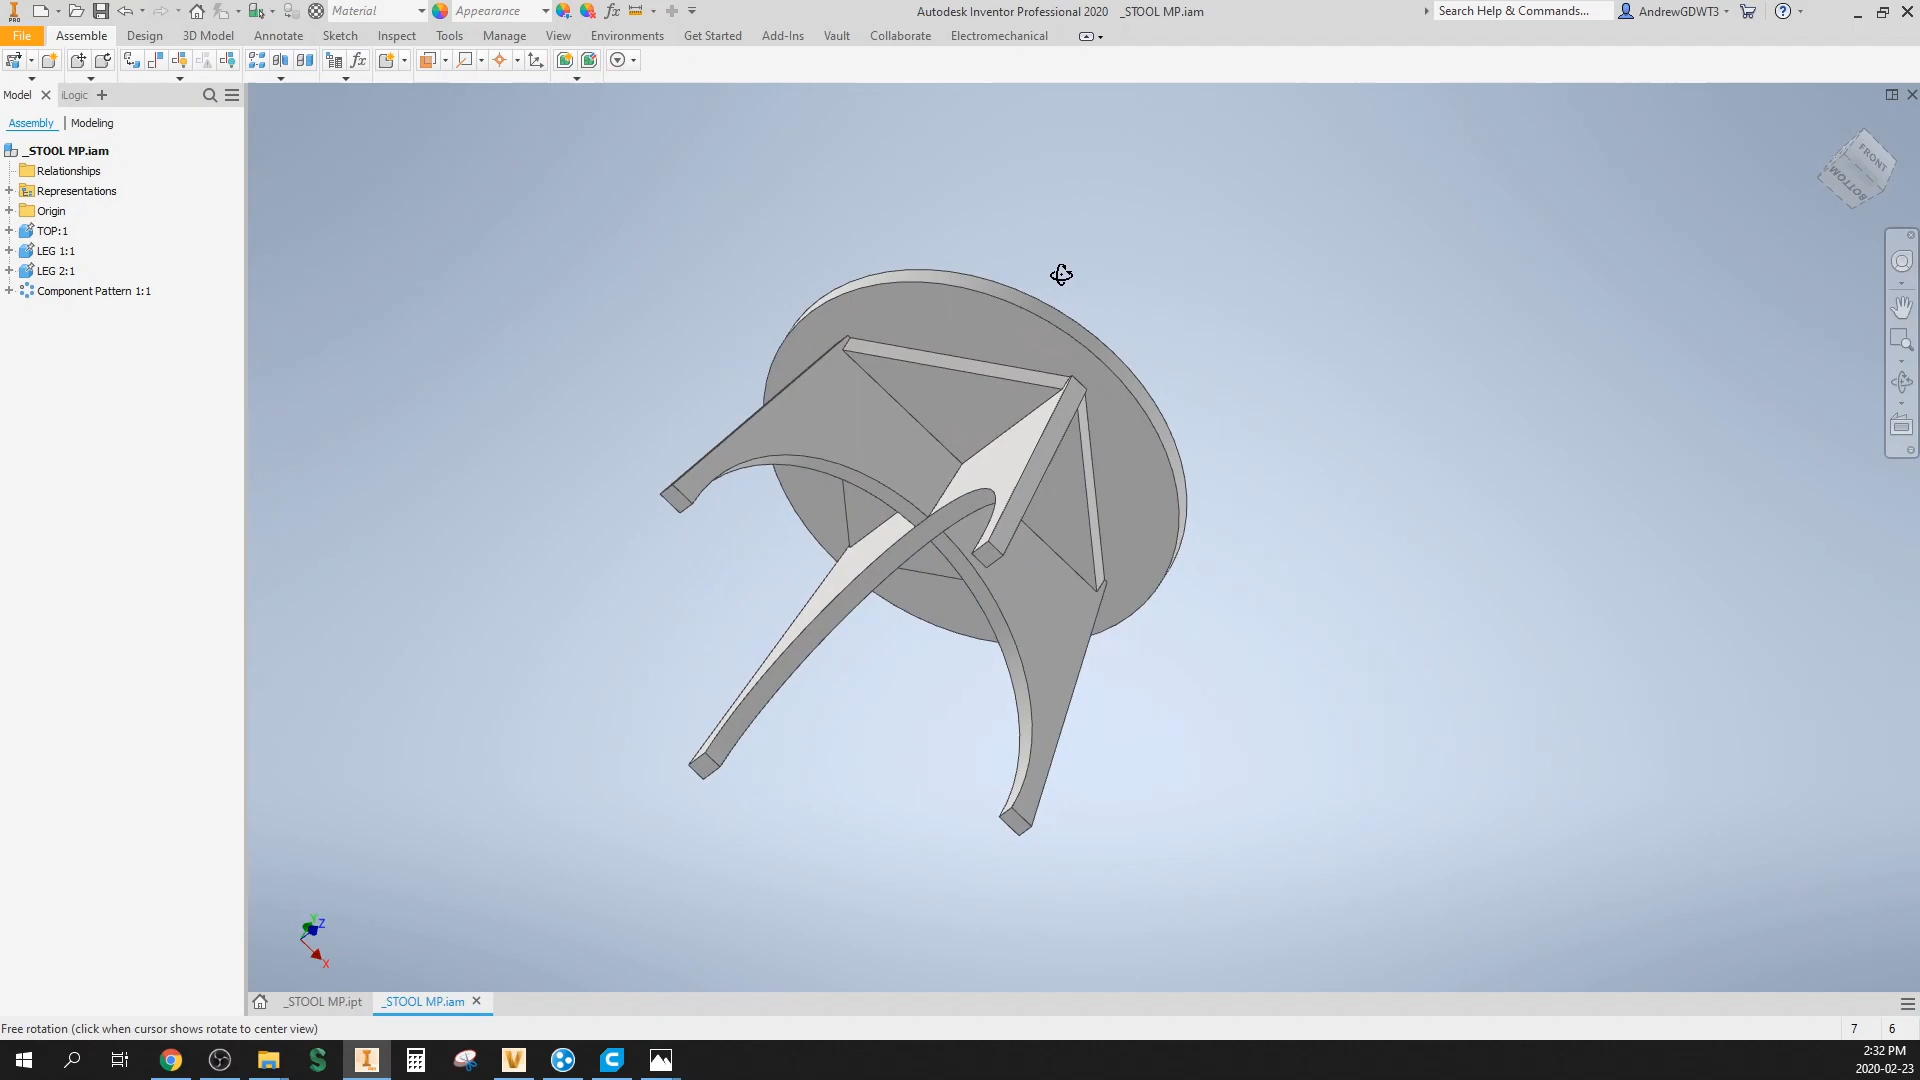 Material
Appearance
Autodesk Inventor Professional 2020 _STOOL MP.iam
Search Help & Commands...
AndrewGDWT3
PRO
File Assemble Design 3D Model Annotate Sketch Inspect Tools Manage View Environments Get Started Add-Ins Vault Collaborate Electromechanical
Model iLogic
Assembly Modeling
_STOOL MP.iam
Relationships
Representations
Origin
TOP:1
LEG 1:1
LEG 2:1
Component Pattern 1:1
FRONT
BOTTOM
Y
Z
X
_STOOL MP.ipt _STOOL MP.iam
Free rotation (click when cursor shows rotate to center view) 7 6
2:32 PM
2020-02-23